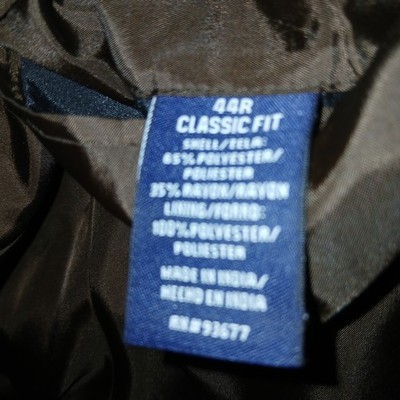 44R
CLASSIC FIT
SHELL/TELA:
65% POLYESTER/
POLIESTER
35% RAYON/RAYON
LINING/FORRO:
100% POLYESTER/
POLIESTER
MADE IN INDIA/
HECHO EN INDIA
RN# 93677